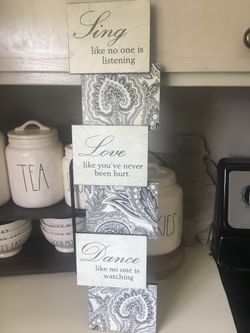 Sing
like no one is
listening
Love
like you've never
been hurt.
Dance
like no one is
watching
TEA